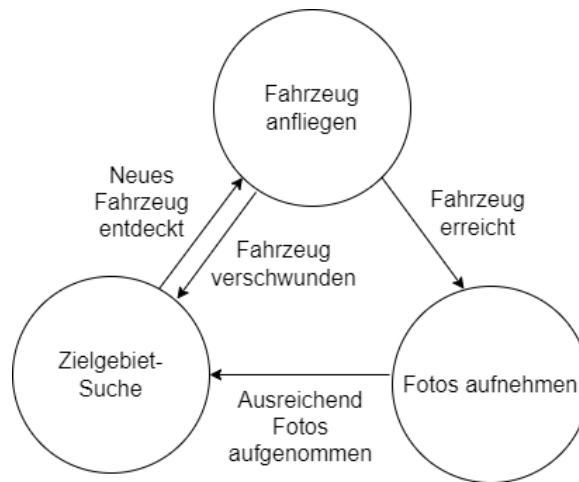 Fahrzeug
anfliegen
Neues
Fahrzeug
entdeckt
Fahrzeug
erreicht
Fahrzeug
verschwunden
Zielgebiet-
Suche
Ausreichend
Fotos
aufgenommen
Fotos aufnehmen